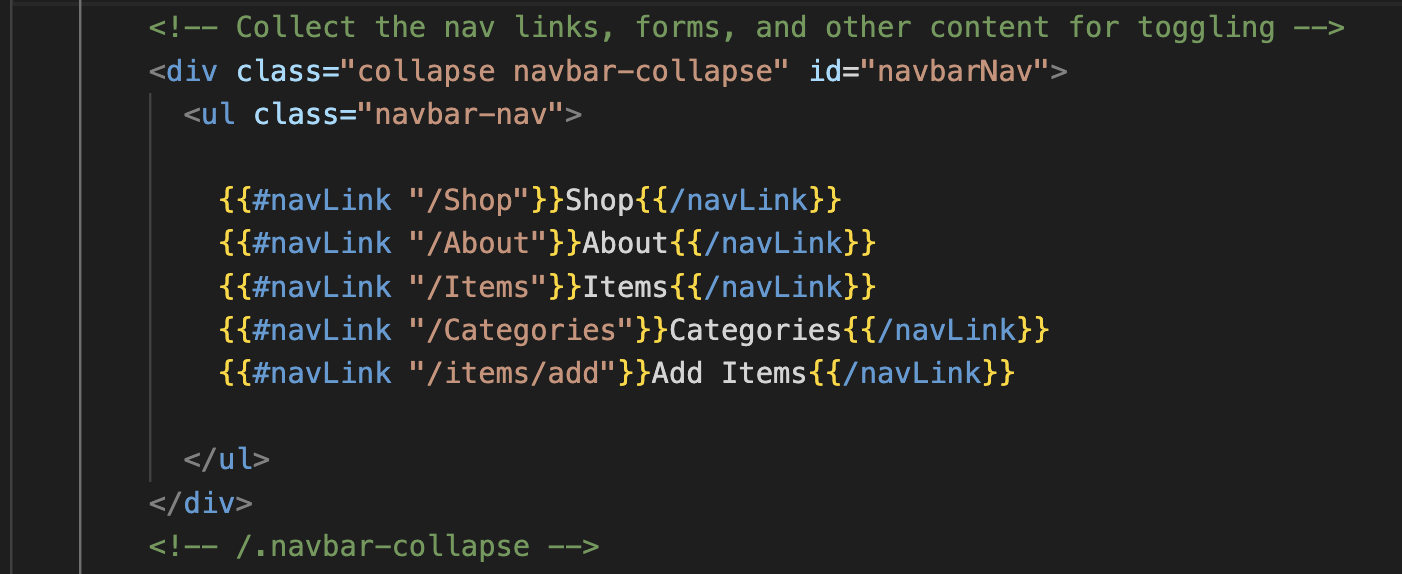 <!-- Collect the nav links, forms, and other content for toggling -->
<div class="collapse navbar-collapse" id="navbarNav">
<ul class="navbar-nav">
{{#navLink "/Shop"}}Shop{{/navLink}}
{{#navLink "/About"}}About{{/navLink}}
{{#navLink "/Items"}}Items{{/navLink}}
{{#navLink "/Categories"}}Categories{{/navLink}}
{{#navLink "/items/add"}}Add Items{{/navLink}}
</ul>
</div>
<!-- /.navbar-collapse -->